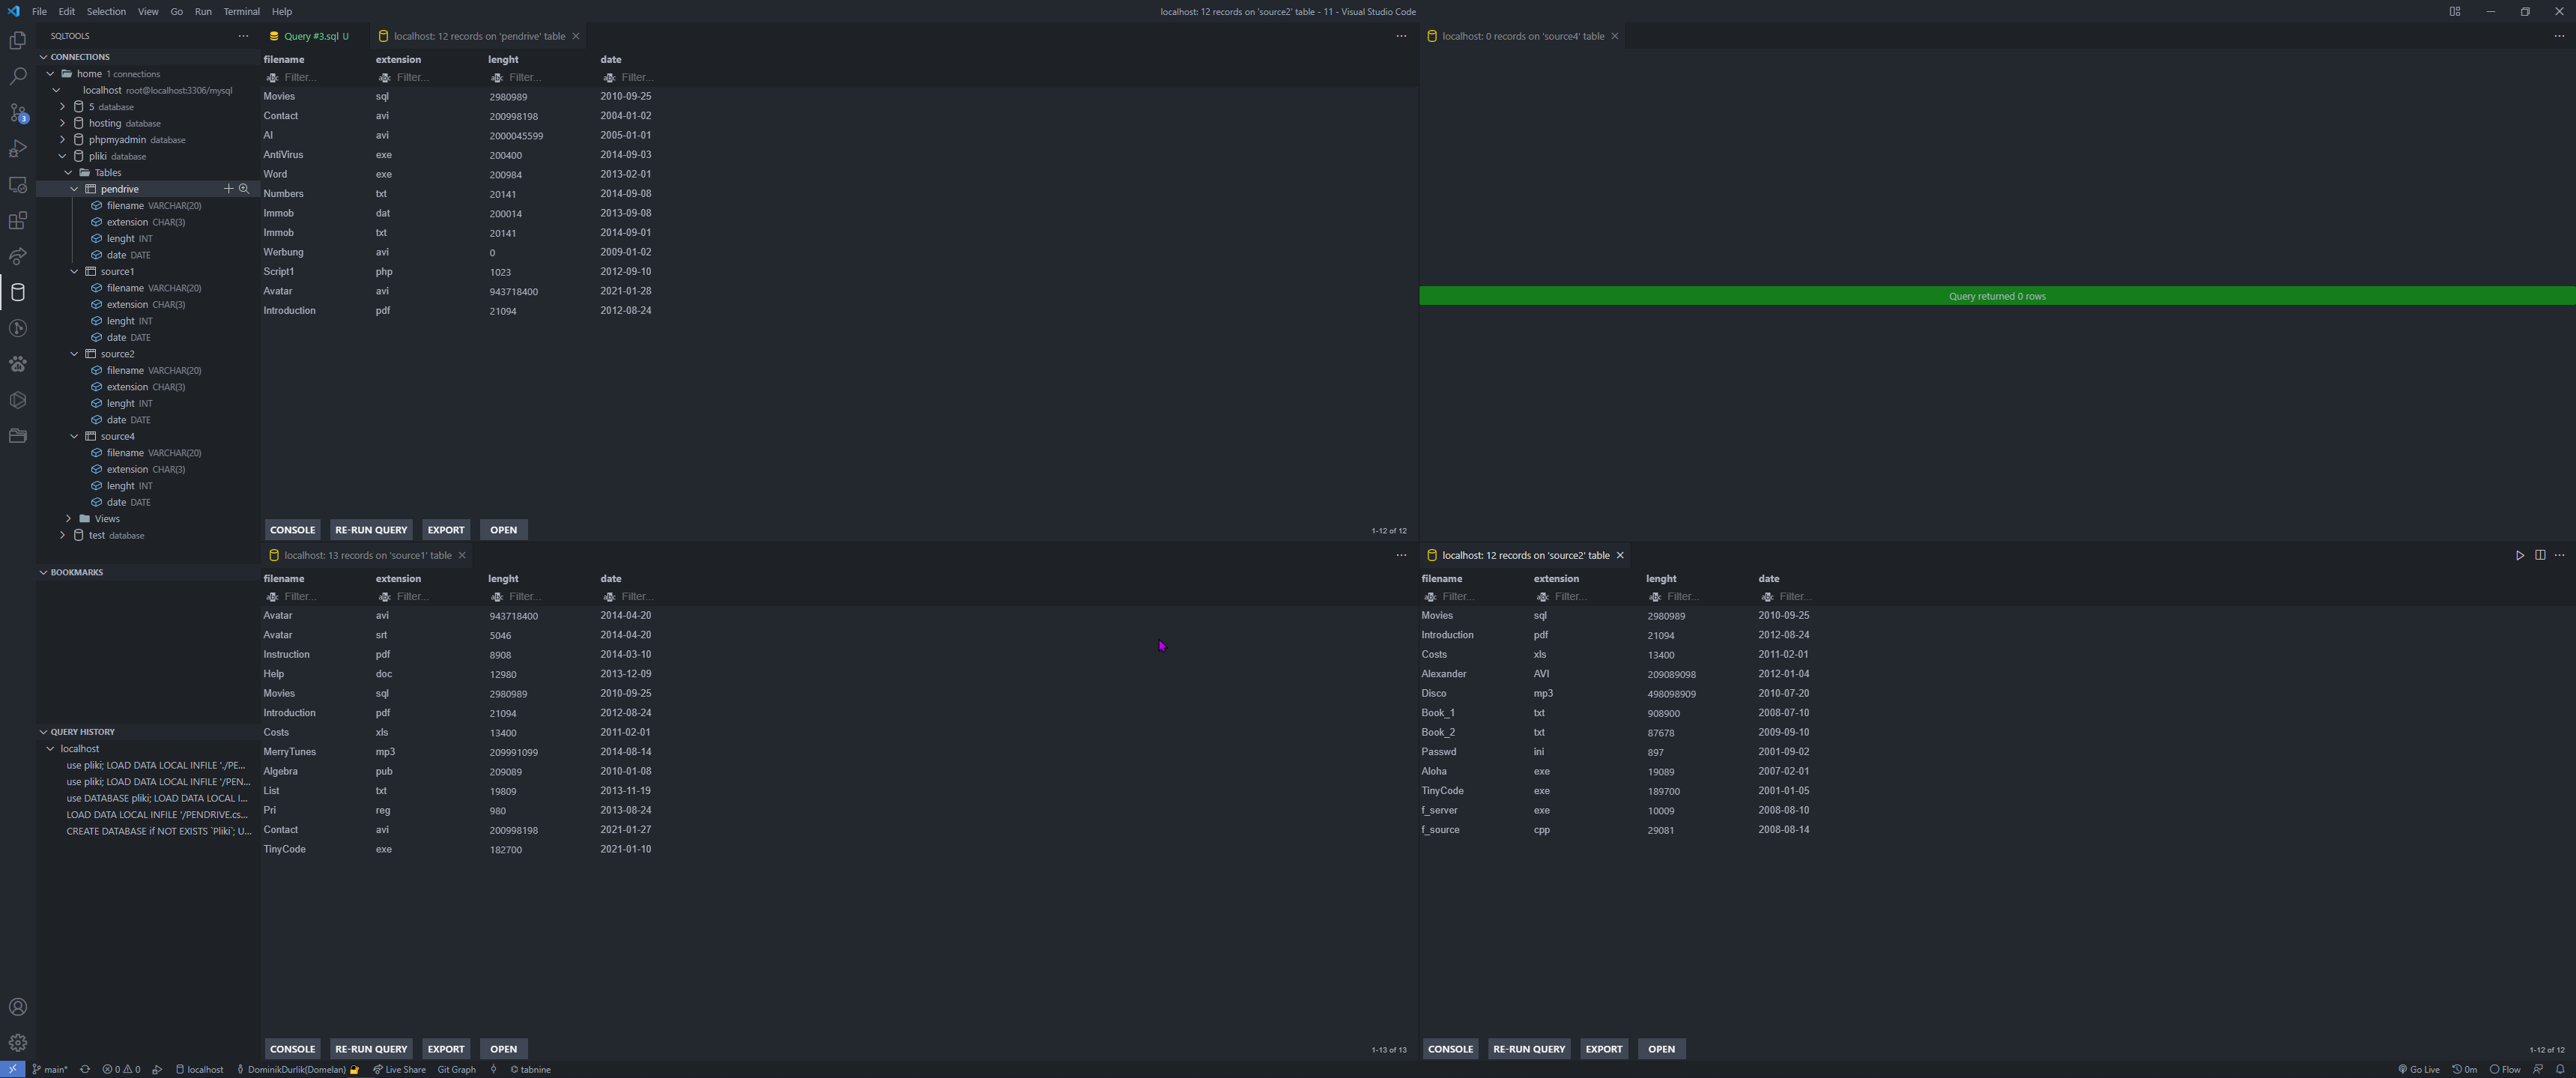 File Edit Selection View Go Run Terminal Help
localhost: 12 records on 'source2' table - 11 - Visual Studio Code
SQLTOOLS
CONNECTIONS
home 1 connections
localhost root@localhost:3306/mysql
5 database
hosting database
phpmyadmin database
pliki database
Tables
pendrive
filename VARCHAR(20)
extension CHAR(3)
lenght INT
date DATE
source1
filename VARCHAR(20)
extension CHAR(3)
lenght INT
date DATE
source2
filename VARCHAR(20)
extension CHAR(3)
lenght INT
date DATE
source4
filename VARCHAR(20)
extension CHAR(3)
lenght INT
date DATE
Views
test database
BOOKMARKS
QUERY HISTORY
localhost
use pliki; LOAD DATA LOCAL INFILE './PE...
use pliki; LOAD DATA LOCAL INFILE '/PEN...
use DATABASE pliki; LOAD DATA LOCAL I...
LOAD DATA LOCAL INFILE '/PENDRIVE.cs...
CREATE DATABASE if NOT EXISTS `Pliki`; U...
Query #3.sql U
localhost: 12 records on 'pendrive' table
filename extension lenght date
Filter... Filter... Filter... Filter...
Movies sql 2980989 2010-09-25
Contact avi 200998198 2004-01-02
AI avi 2000045599 2005-01-01
AntiVirus exe 200400 2014-09-03
Word exe 200984 2013-02-01
Numbers txt 20141 2014-09-08
Immob dat 200014 2013-09-08
Immob txt 20141 2014-09-01
Werbung avi 0 2009-01-02
Script1 php 1023 2012-09-10
Avatar avi 943718400 2021-01-28
Introduction pdf 21094 2012-08-24
CONSOLE RE-RUN QUERY EXPORT OPEN
1-12 of 12
localhost: 0 records on 'source4' table
Query returned 0 rows
localhost: 13 records on 'source1' table
filename extension lenght date
Filter... Filter... Filter... Filter...
Avatar avi 943718400 2014-04-20
Avatar srt 5046 2014-04-20
Instruction pdf 8908 2014-03-10
Help doc 12980 2013-12-09
Movies sql 2980989 2010-09-25
Introduction pdf 21094 2012-08-24
Costs xls 13400 2011-02-01
MerryTunes mp3 209991099 2014-08-14
Algebra pub 209089 2010-01-08
List txt 19809 2013-11-19
Pri reg 980 2013-08-24
Contact avi 200998198 2021-01-27
TinyCode exe 182700 2021-01-10
CONSOLE RE-RUN QUERY EXPORT OPEN
1-13 of 13
localhost: 12 records on 'source2' table
filename extension lenght date
Filter... Filter... Filter... Filter...
Movies sql 2980989 2010-09-25
Introduction pdf 21094 2012-08-24
Costs xls 13400 2011-02-01
Alexander AVI 209089098 2012-01-04
Disco mp3 498098909 2010-07-20
Book_1 txt 908900 2008-07-10
Book_2 txt 87678 2009-09-10
Passwd ini 897 2001-09-02
Aloha exe 19089 2007-02-01
TinyCode exe 189700 2001-01-05
f_server exe 10009 2008-08-10
f_source cpp 29081 2008-08-14
CONSOLE RE-RUN QUERY EXPORT OPEN
1-12 of 12
main* 0 0 localhost DominikDurlik(Domelan) Live Share Git Graph tabnine
Go Live 0m Flow